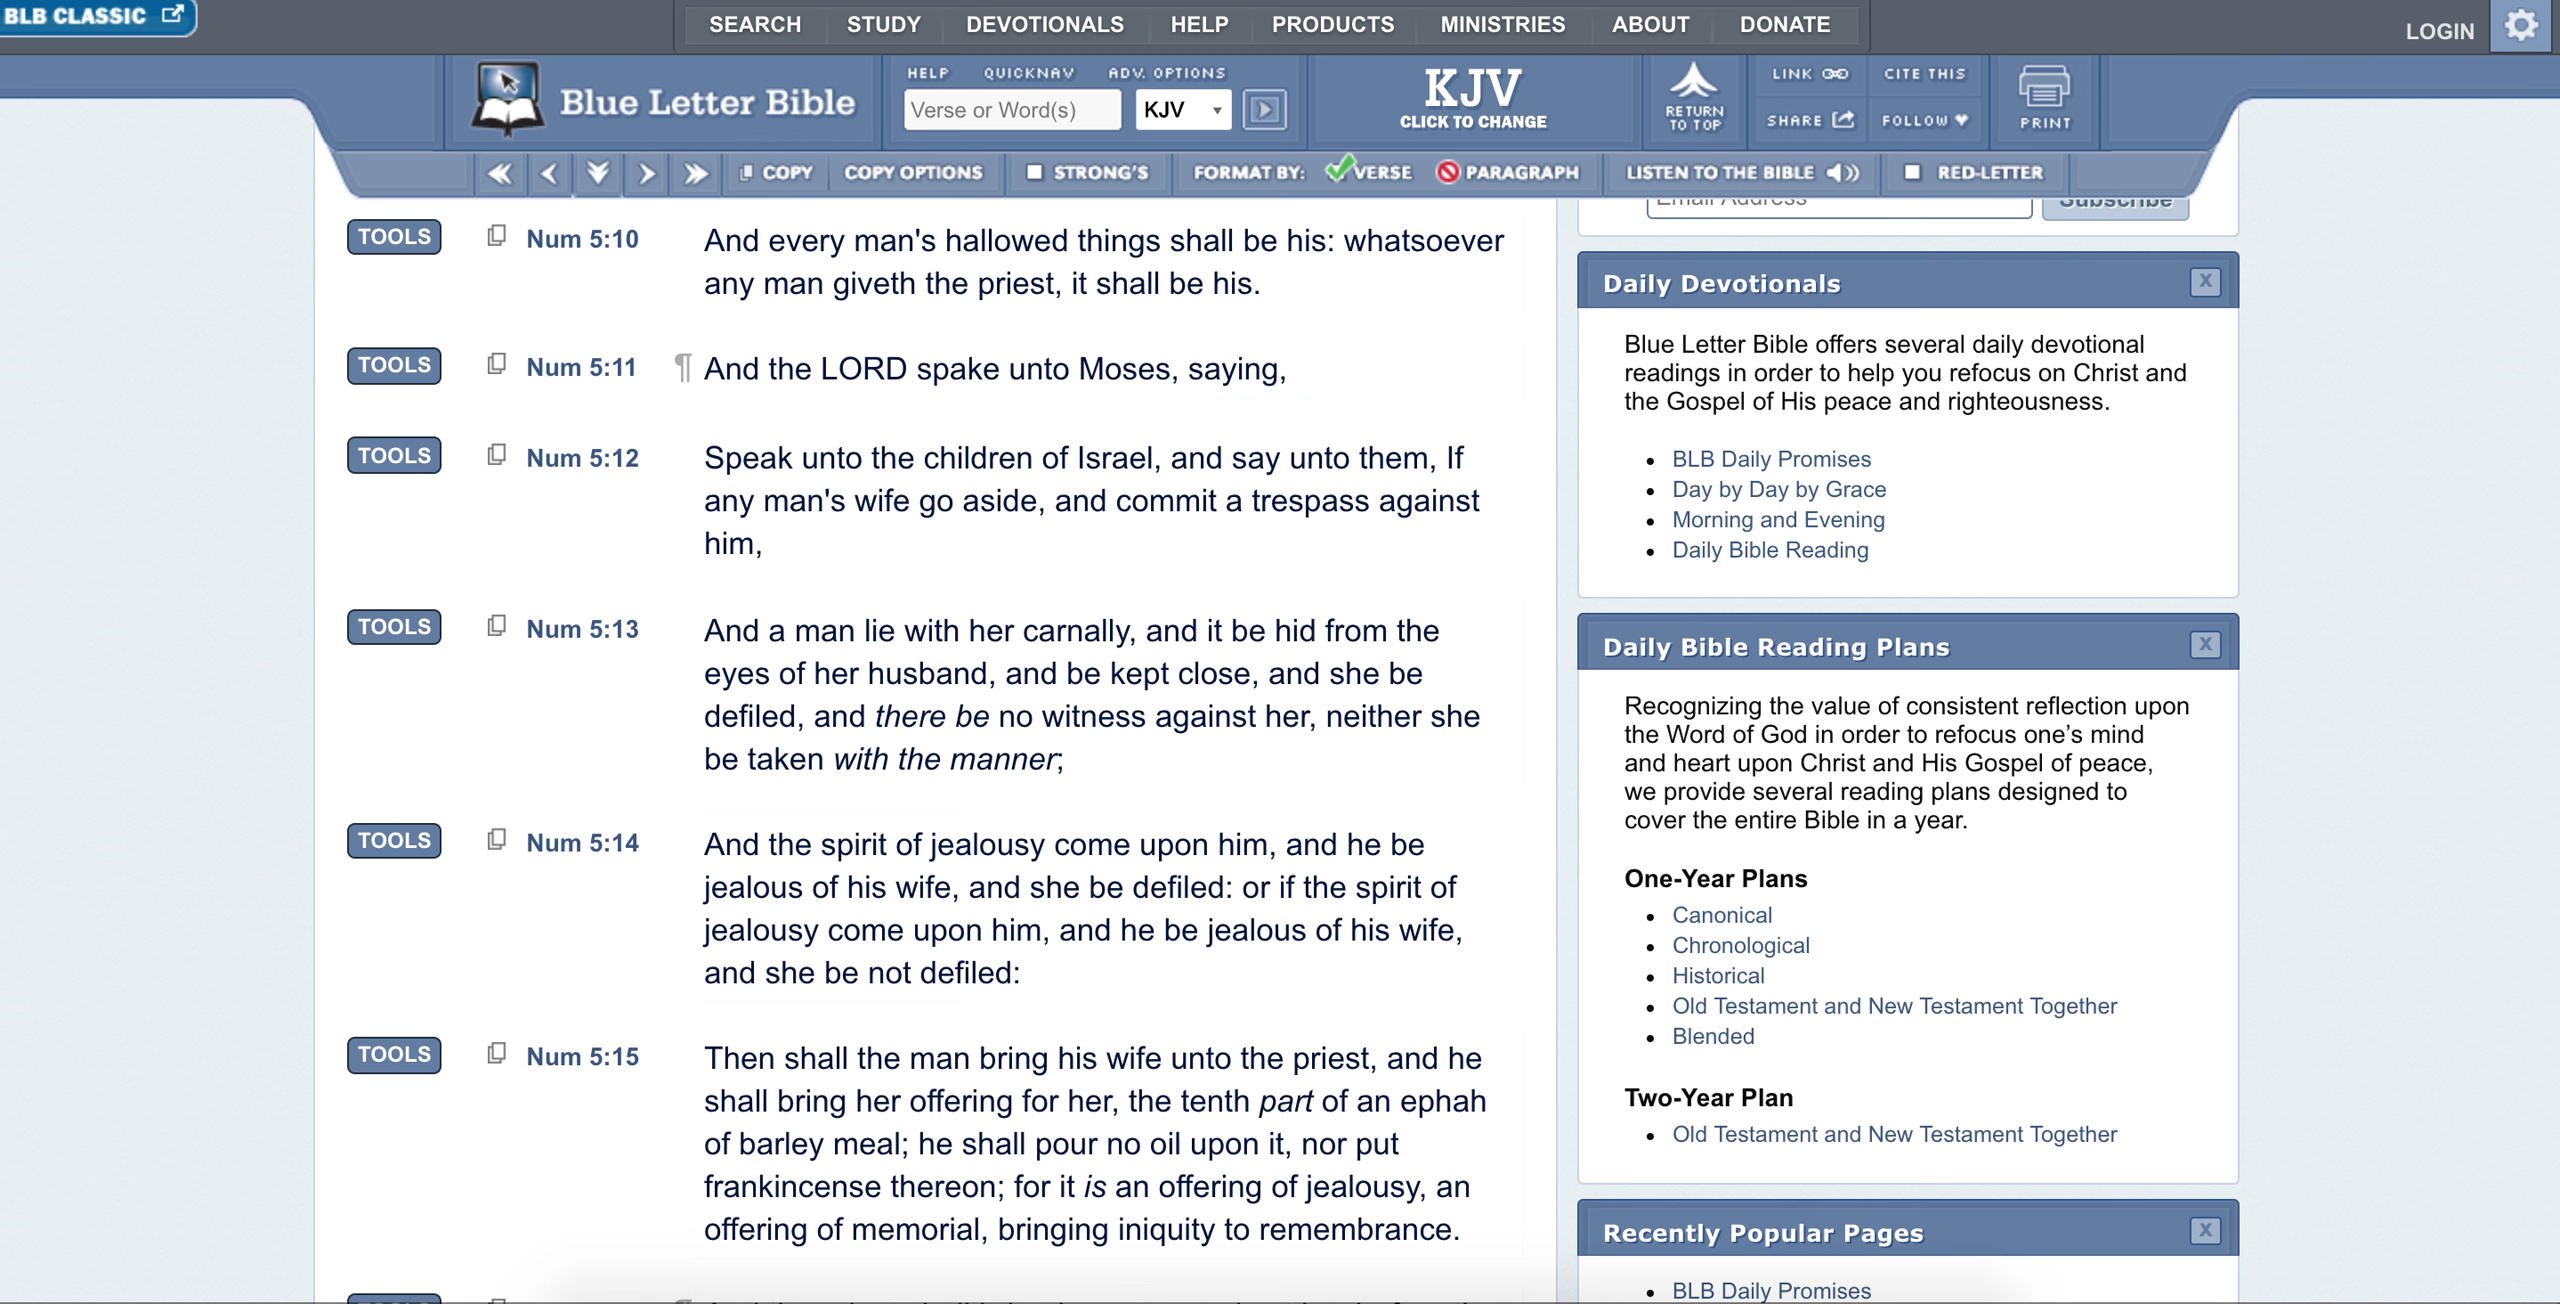 BLB CLASSIC
SEARCH STUDY DEVOTIONALS HELP PRODUCTS MINISTRIES ABOUT DONATE
LOGIN
Blue Letter Bible
HELP QUICKNAV ADV. OPTIONS
Verse or Word(s) KJV
KJV
CLICK TO CHANGE
RETURN
TO TOP
LINK CITE THIS
SHARE FOLLOW
PRINT
COPY COPY OPTIONS STRONG'S FORMAT BY: VERSE PARAGRAPH LISTEN TO THE BIBLE RED-LETTER
TOOLS Num 5:10 And every man's hallowed things shall be his: whatsoever
any man giveth the priest, it shall be his.
TOOLS Num 5:11 ¶ And the LORD spake unto Moses, saying,
TOOLS Num 5:12 Speak unto the children of Israel, and say unto them, If
any man's wife go aside, and commit a trespass against
him,
TOOLS Num 5:13 And a man lie with her carnally, and it be hid from the
eyes of her husband, and be kept close, and she be
defiled, and there be no witness against her, neither she
be taken with the manner;
TOOLS Num 5:14 And the spirit of jealousy come upon him, and he be
jealous of his wife, and she be defiled: or if the spirit of
jealousy come upon him, and he be jealous of his wife,
and she be not defiled:
TOOLS Num 5:15 Then shall the man bring his wife unto the priest, and he
shall bring her offering for her, the tenth part of an ephah
of barley meal; he shall pour no oil upon it, nor put
frankincense thereon; for it is an offering of jealousy, an
offering of memorial, bringing iniquity to remembrance.
Email Address Subscribe
Daily Devotionals X
Blue Letter Bible offers several daily devotional
readings in order to help you refocus on Christ and
the Gospel of His peace and righteousness.
• BLB Daily Promises
• Day by Day by Grace
• Morning and Evening
• Daily Bible Reading
Daily Bible Reading Plans X
Recognizing the value of consistent reflection upon
the Word of God in order to refocus one’s mind
and heart upon Christ and His Gospel of peace,
we provide several reading plans designed to
cover the entire Bible in a year.
One-Year Plans
• Canonical
• Chronological
• Historical
• Old Testament and New Testament Together
• Blended
Two-Year Plan
• Old Testament and New Testament Together
Recently Popular Pages X
• BLB Daily Promises